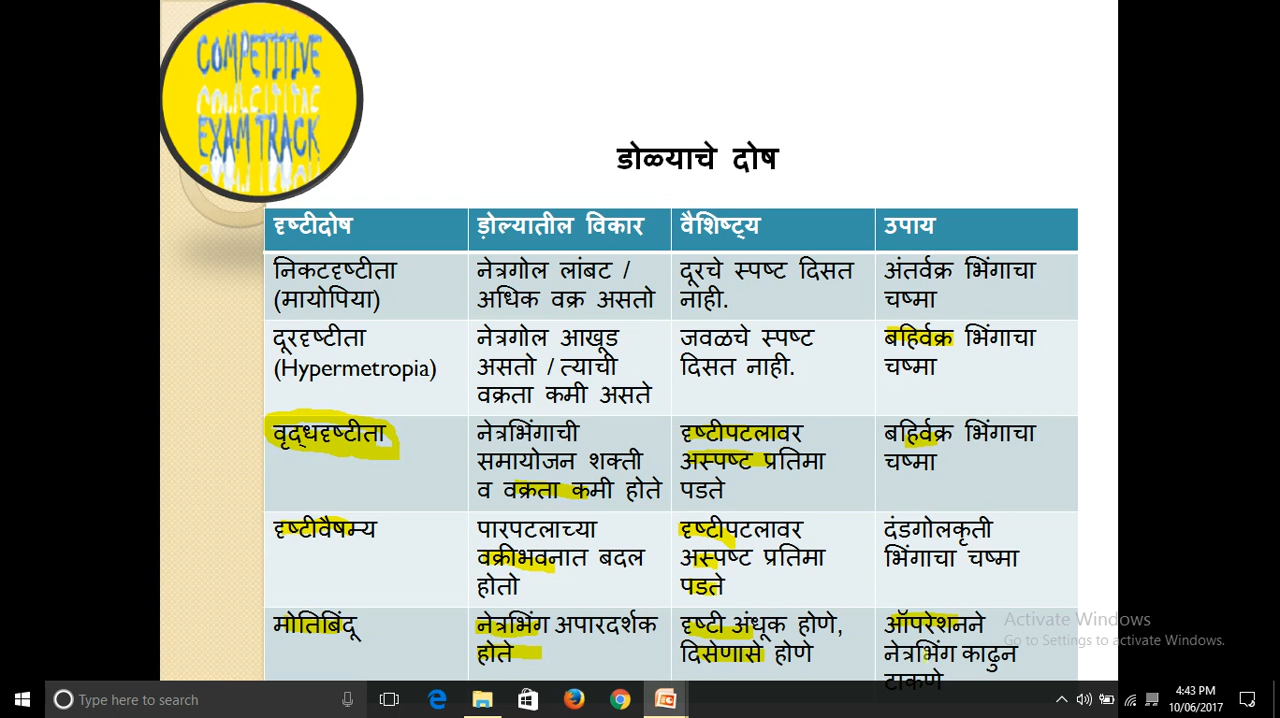 COMPETITIVE
EXAM TRACK
डोळ्याचे दोष
दृष्टीदोष
ड़ोल्यातील विकार
वैशिष्ट्य
उपाय
निकटदृष्टीता
(मायोपिया)
नेत्रगोल लांबट /
अधिक वक्र असतो
दूरचे स्पष्ट दिसत
नाही.
अंतर्वक्र भिंगाचा
चष्मा
दूरदृष्टीता
(Hypermetropia)
नेत्रगोल आखूड
असतो / त्याची
वक्रता कमी असते
जवळचे स्पष्ट
दिसत नाही.
बहिर्वक्र भिंगाचा
चष्मा
वृद्धदृष्टीता
नेत्रभिंगाची
समायोजन शक्ती
व वक्रता कमी होते
दृष्टीपटलावर
अस्पष्ट प्रतिमा
पडते
बहिर्वक्र भिंगाचा
चष्मा
दृष्टीवैषम्य
पारपटलाच्या
वक्रीभवनात बदल
होतो
दृष्टीपटलावर
अस्पष्ट प्रतिमा
पडते
दंडगोलकृती
भिंगाचा चष्मा
मोतिबिंदू
नेत्रभिंग अपारदर्शक
होते
दृष्टी अंधूक होणे,
दिसेणासे होणे
ऑपरेशनने
नेत्रभिंग काढुन
टाकणे
Activate Windows
Go to Settings to activate Windows.
Type here to search
4:43 PM
10/06/2017